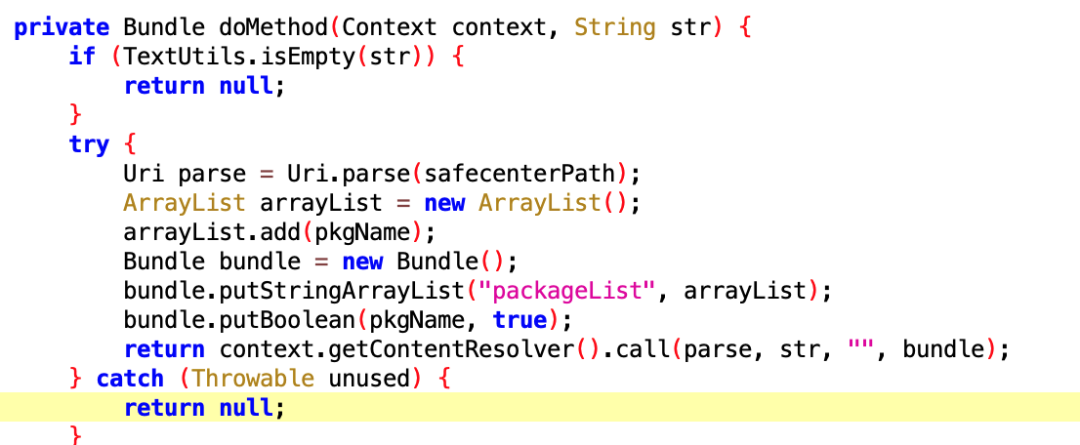 private Bundle doMethod(Context context, String str) {
    if (TextUtils.isEmpty(str)) {
        return null;
    }
    try {
        Uri parse = Uri.parse(safecenterPath);
        ArrayList arrayList = new ArrayList();
        arrayList.add(pkgName);
        Bundle bundle = new Bundle();
        bundle.putStringArrayList("packageList", arrayList);
        bundle.putBoolean(pkgName, true);
        return context.getContentResolver().call(parse, str, "", bundle);
    } catch (Throwable unused) {
        return null;
    }